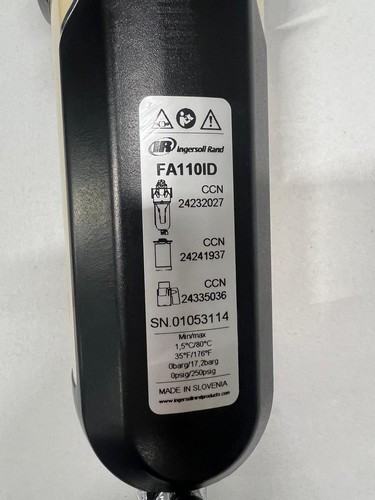 IR Ingersoll Rand
FA110ID
CCN
24232027
CCN
24241937
CCN
24335036
SN.01053114
Min/max
1,5°C/80°C
35°F/176°F
0barg/17,2barg
0psig/250psig
MADE IN SLOVENIA
www.ingersollrandproducts.com